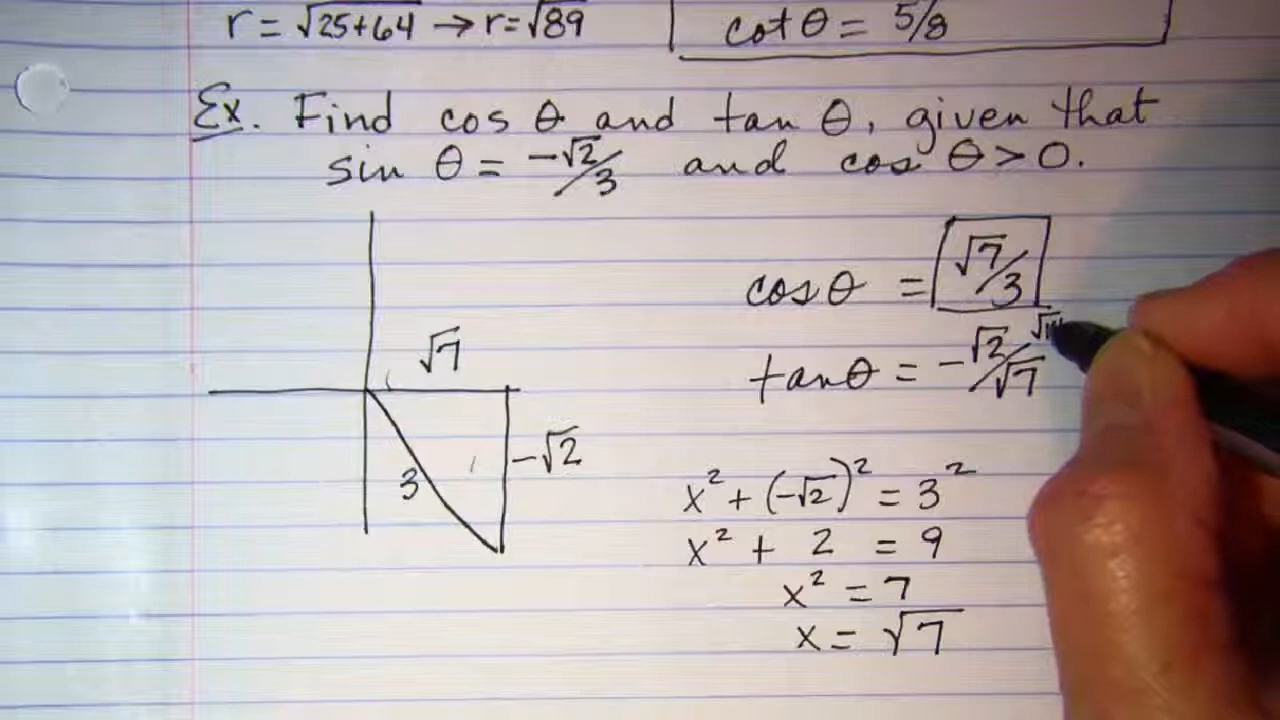 r = √25+64 → r = √89
cot θ = 5/8
Ex. Find cos θ and tan θ, given that
sin θ = -√2/3 and cos θ > 0.
cos θ = √7/3
tan θ = -√2/√7
√7
-√2
3
x² + (-√2)² = 3²
x² + 2 = 9
x² = 7
x = √7